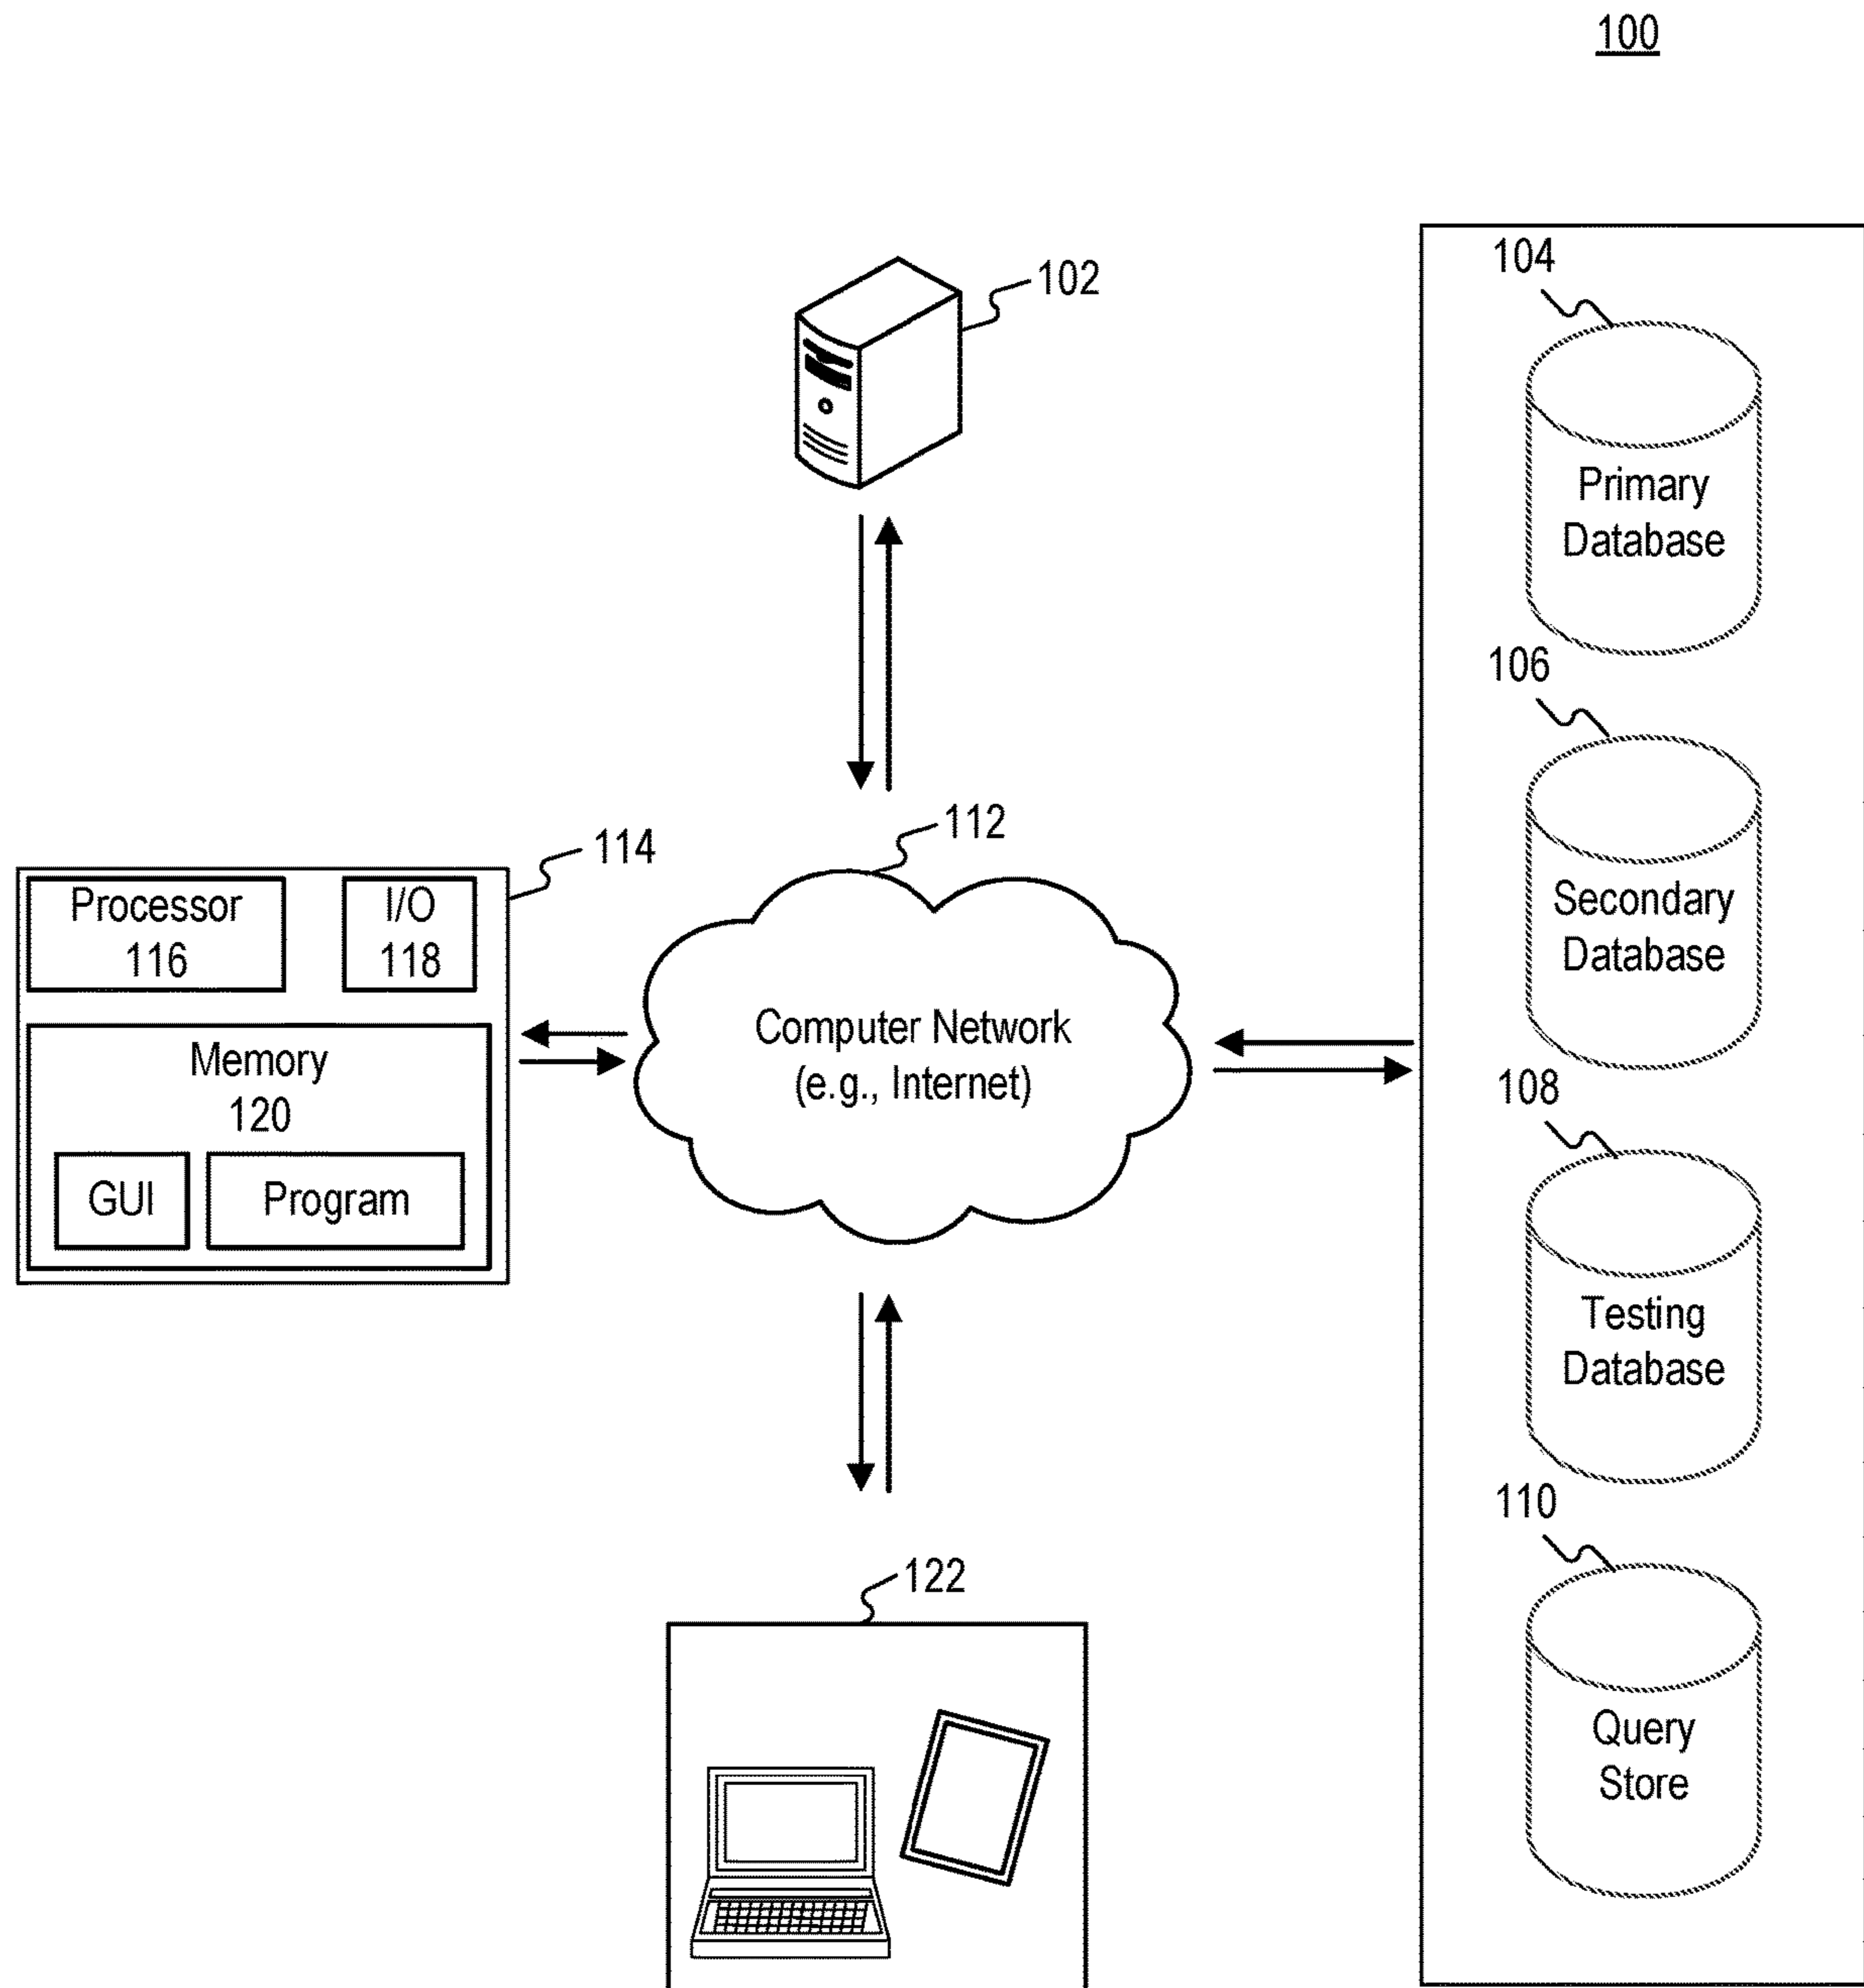 100
102
104
Primary
Database
106
Secondary
Database
108
Testing
Database
110
Query
Store
112
Computer Network
(e.g., Internet)
114
Processor
116
I/O
118
Memory
120
GUI
Program
122